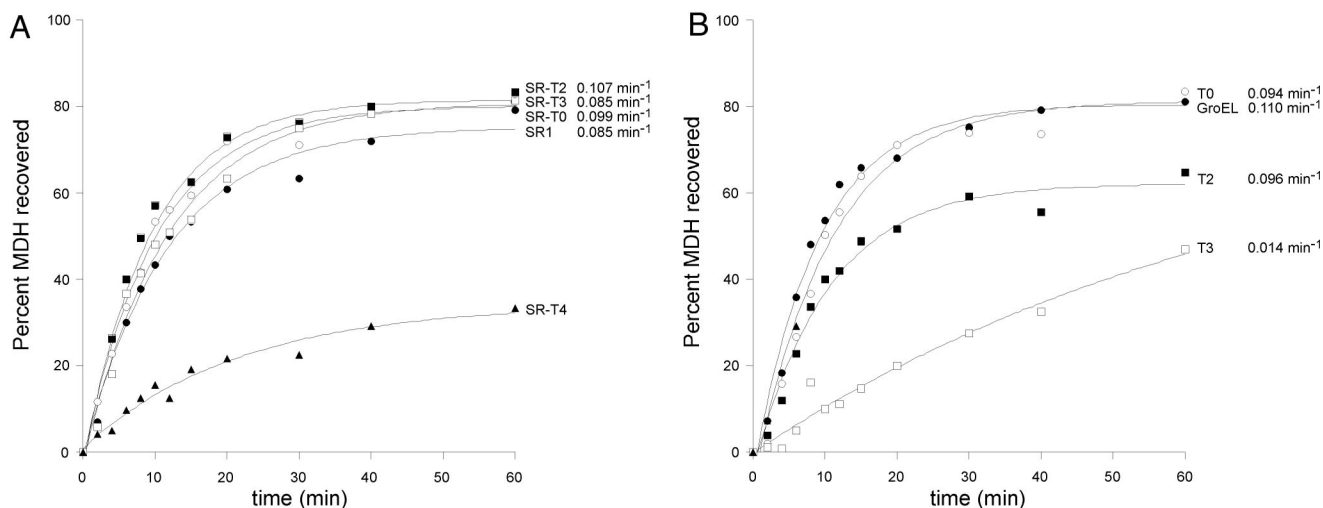 A
Percent MDH recovered
100
80
60
40
20
0
0 10 20 30 40 50 60
time (min)
SR-T2 0.107 min⁻¹
SR-T3 0.085 min⁻¹
SR-T0 0.099 min⁻¹
SR1 0.085 min⁻¹
SR-T4
B
Percent MDH recovered
100
80
60
40
20
0
0 10 20 30 40 50 60
time (min)
T0 0.094 min⁻¹
GroEL 0.110 min⁻¹
T2 0.096 min⁻¹
T3 0.014 min⁻¹